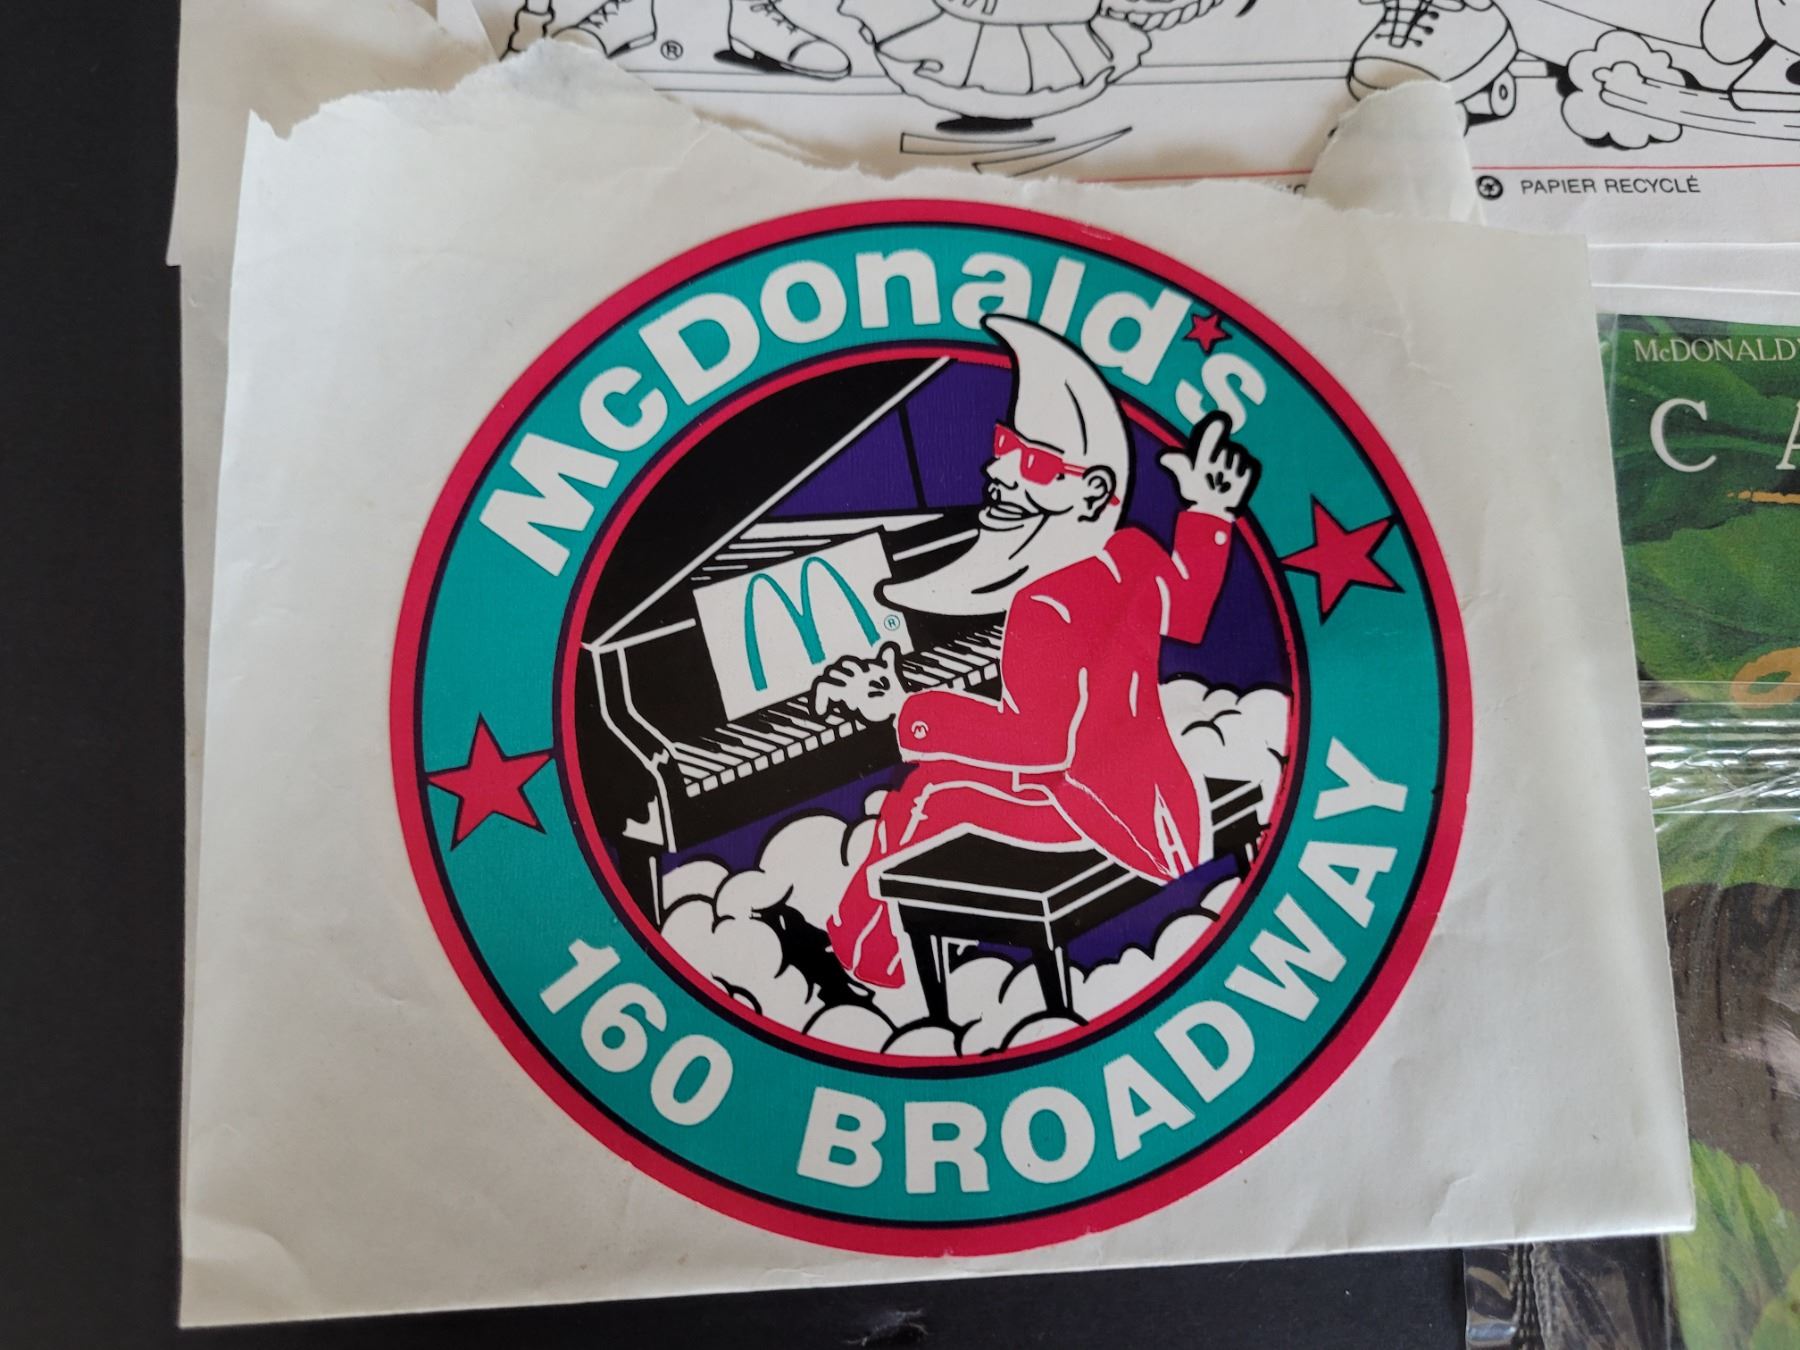 ®
PAPIER RECYCLÉ
McDonald's
M®
160 BROADWAY
McDONALD'
C A